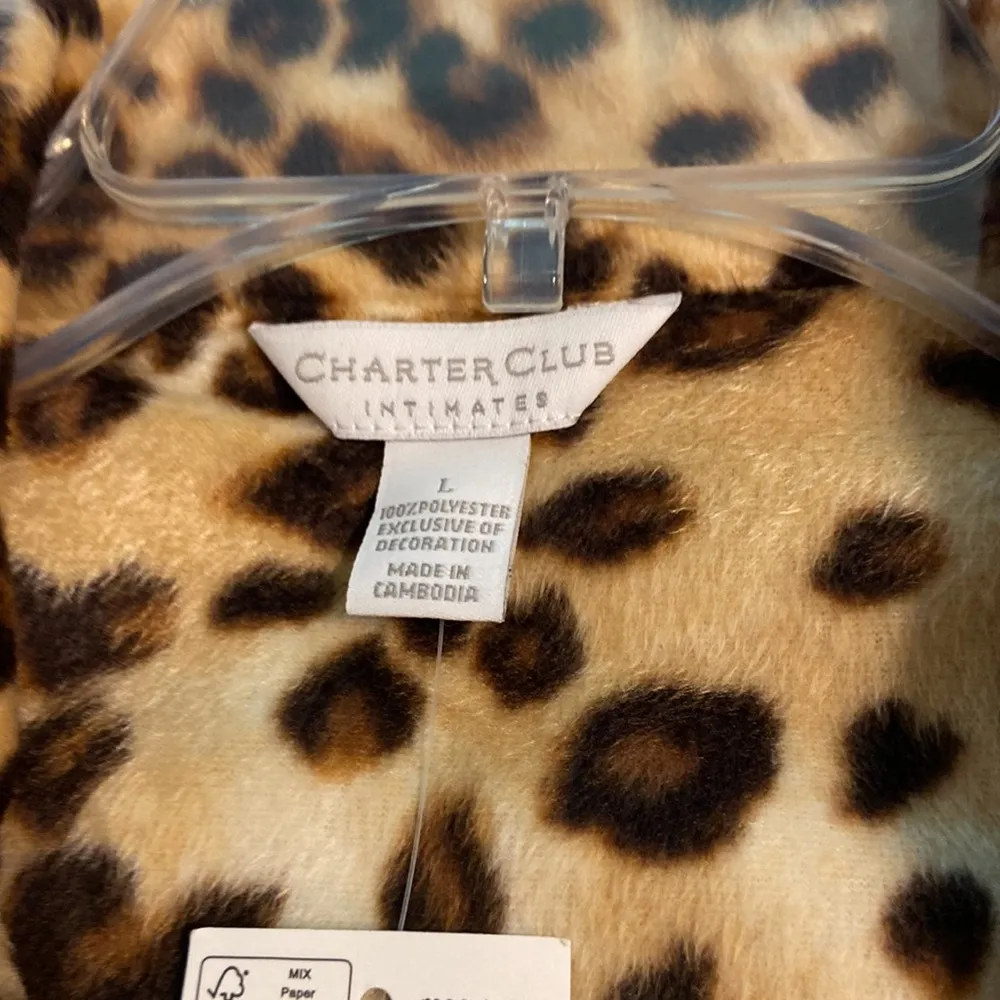 CHARTER CLUB
INTIMATES
L
100% POLYESTER
EXCLUSIVE OF
DECORATION
MADE IN
CAMBODIA
MIX
Paper